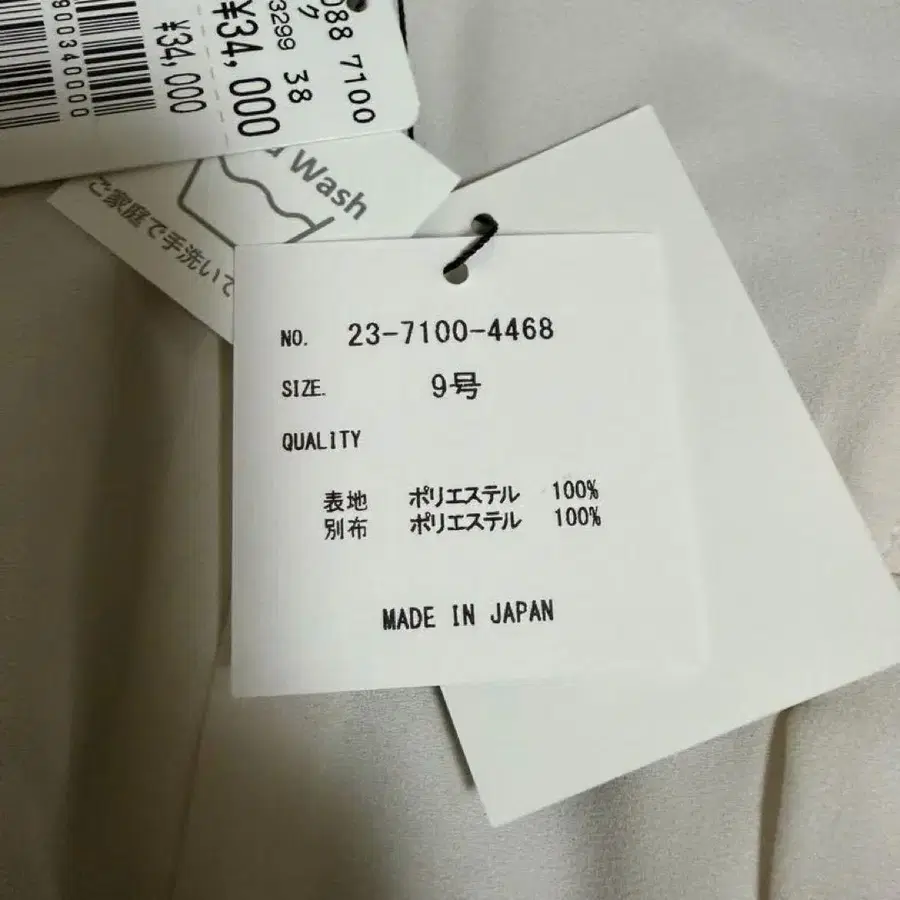 088 7100
ク
3299 38
¥34,000
¥34,000
90034000
Wash
ご家庭で手洗いで
NO. 23-7100-4468
SIZE. 9号
QUALITY
表地 ポリエステル 100%
別布 ポリエステル 100%
MADE IN JAPAN